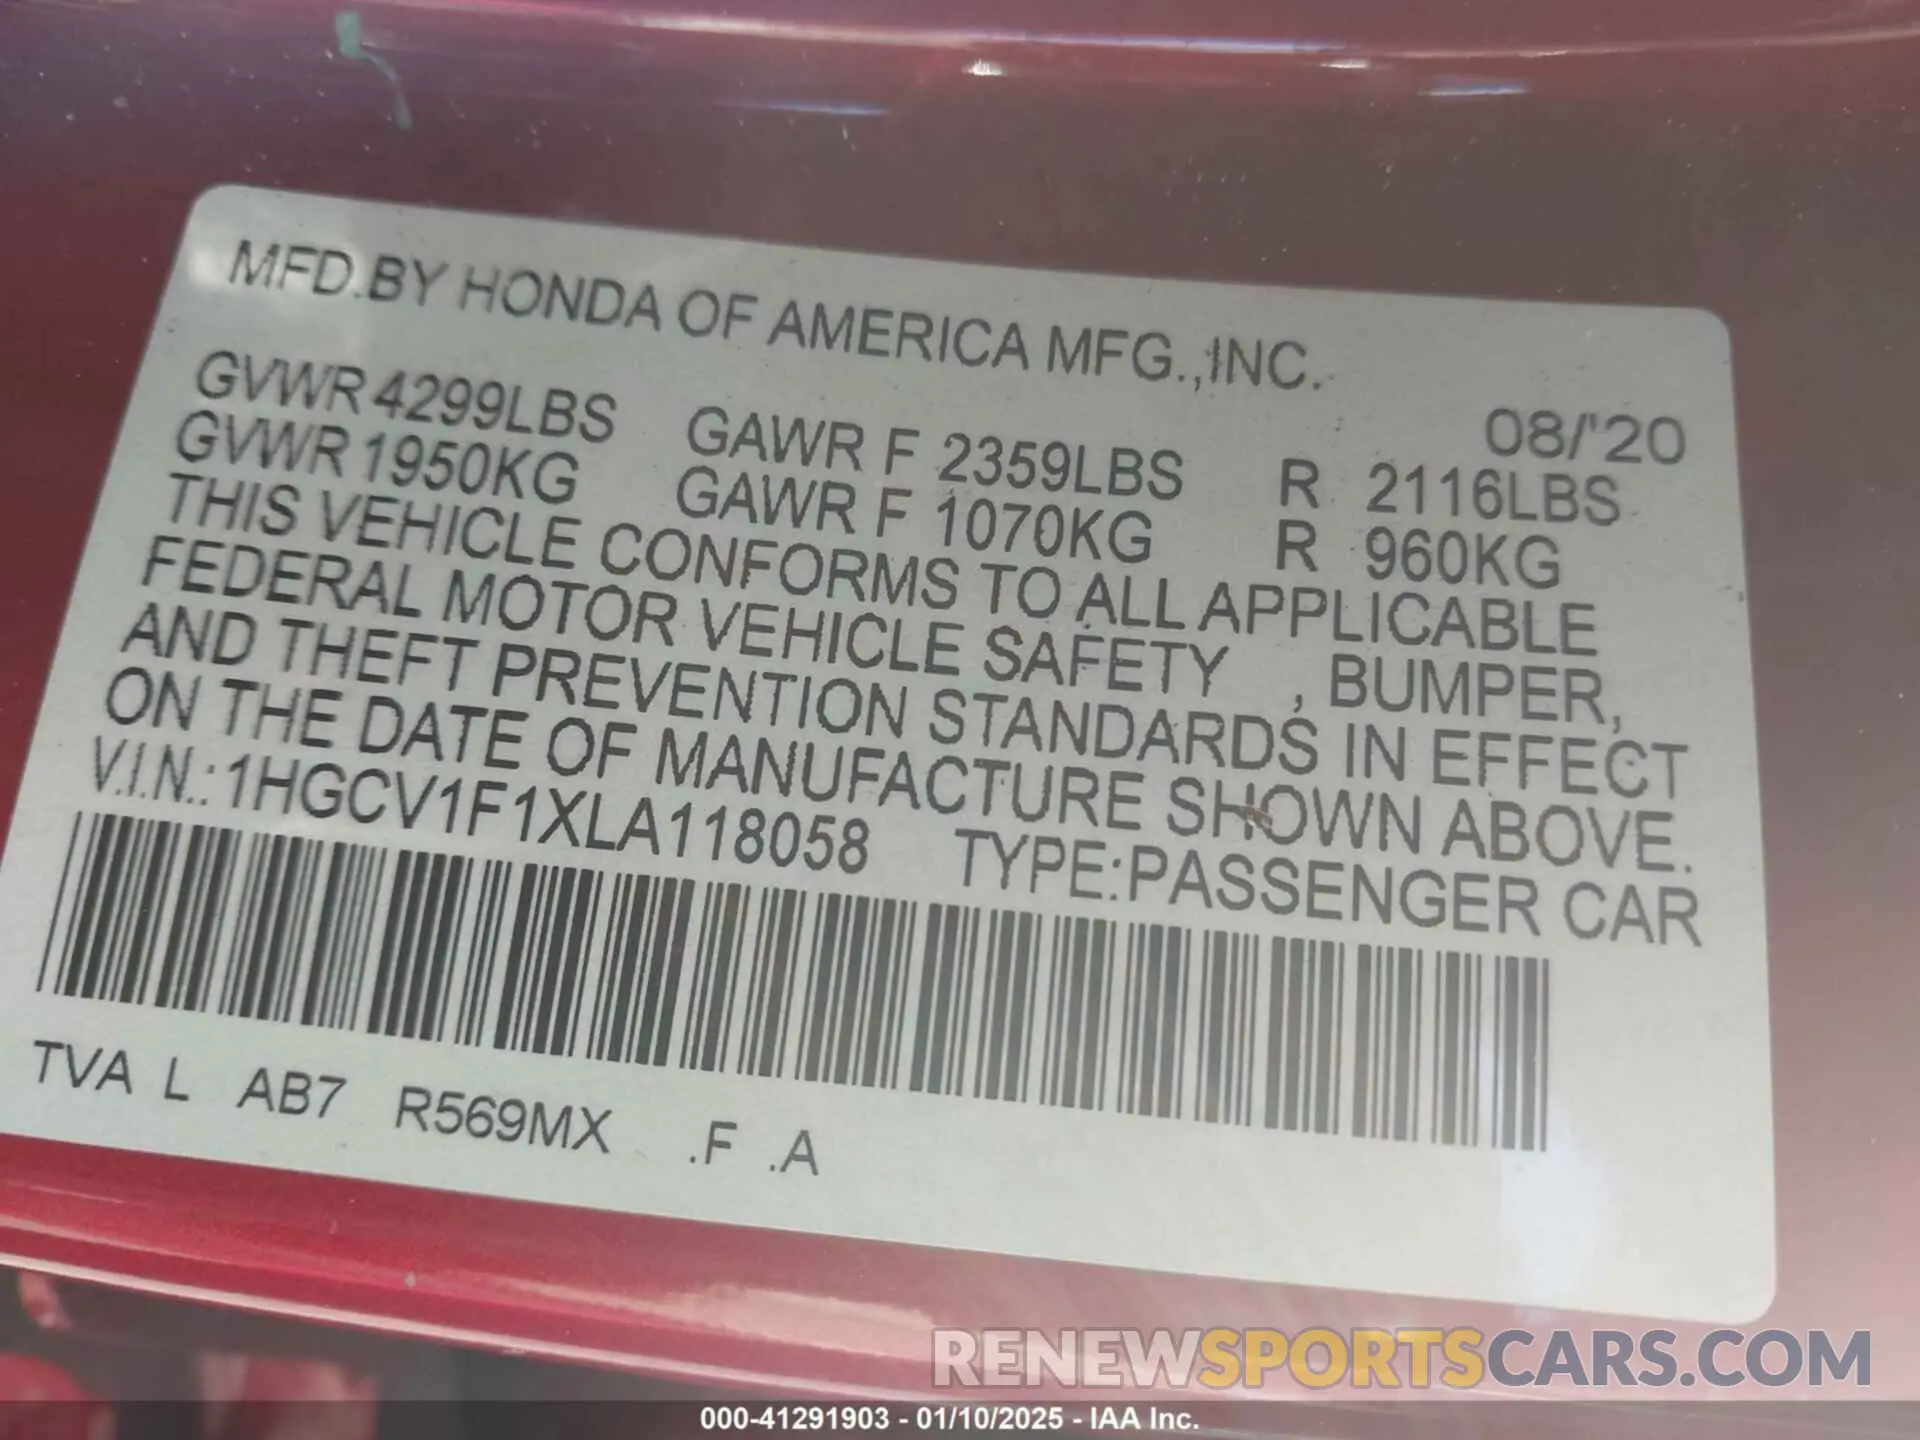 MFD.BY HONDA OF AMERICA MFG.,INC.
08/'20
GVWR 4299LBS GAWR F 2359LBS R 2116LBS
GVWR 1950KG GAWR F 1070KG R 960KG
THIS VEHICLE CONFORMS TO ALL APPLICABLE
FEDERAL MOTOR VEHICLE SAFETY , BUMPER,
AND THEFT PREVENTION STANDARDS IN EFFECT
ON THE DATE OF MANUFACTURE SHOWN ABOVE.
V.I.N.: 1HGCV1F1XLA118058 TYPE:PASSENGER CAR
TVA L AB7 R569MX .F .A
RENEWSPORTSCARS.COM
000-41291903 - 01/10/2025 - IAA Inc.